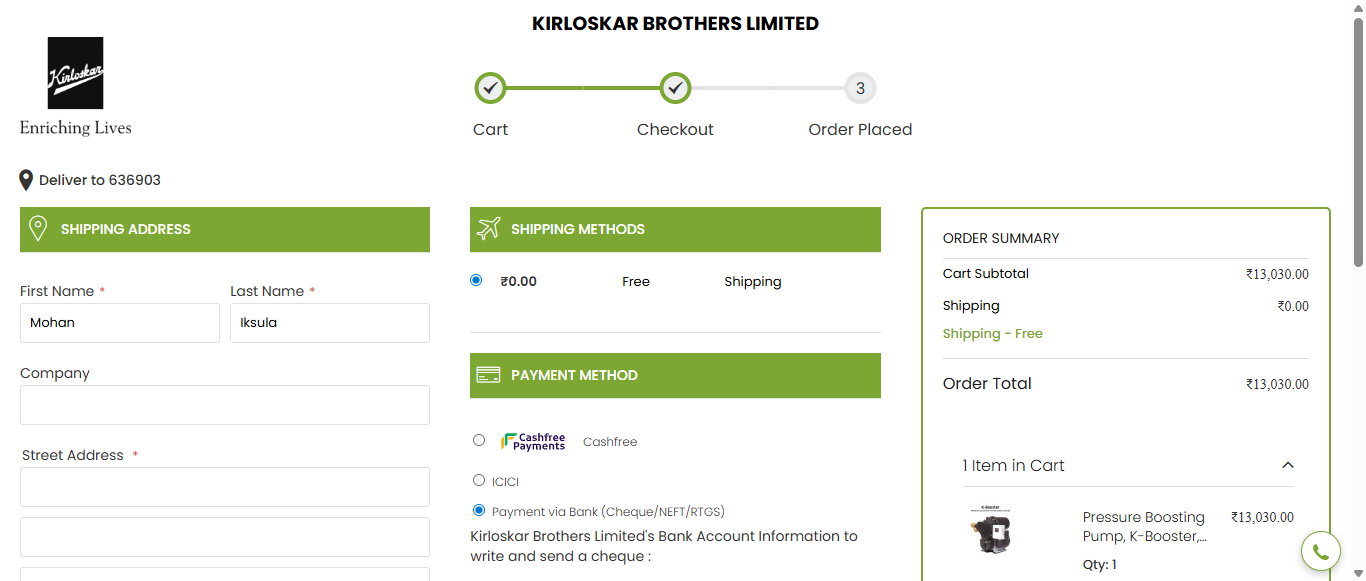 KIRLOSKAR BROTHERS LIMITED
Kirloskar
Enriching Lives
3
Cart
Checkout
Order Placed
Deliver to 636903
SHIPPING ADDRESS
First Name *
Last Name *
Mohan
Iksula
Company
Street Address *
SHIPPING METHODS
₹0.00 Free Shipping
PAYMENT METHOD
Cashfree Payments Cashfree
ICICI
Payment via Bank (Cheque/NEFT/RTGS)
Kirloskar Brothers Limited's Bank Account Information to
write and send a cheque :
ORDER SUMMARY
Cart Subtotal ₹13,030.00
Shipping ₹0.00
Shipping - Free
Order Total ₹13,030.00
1 Item in Cart
K-Booster
Pressure Boosting ₹13,030.00
Pump, K-Booster,...
Qty: 1